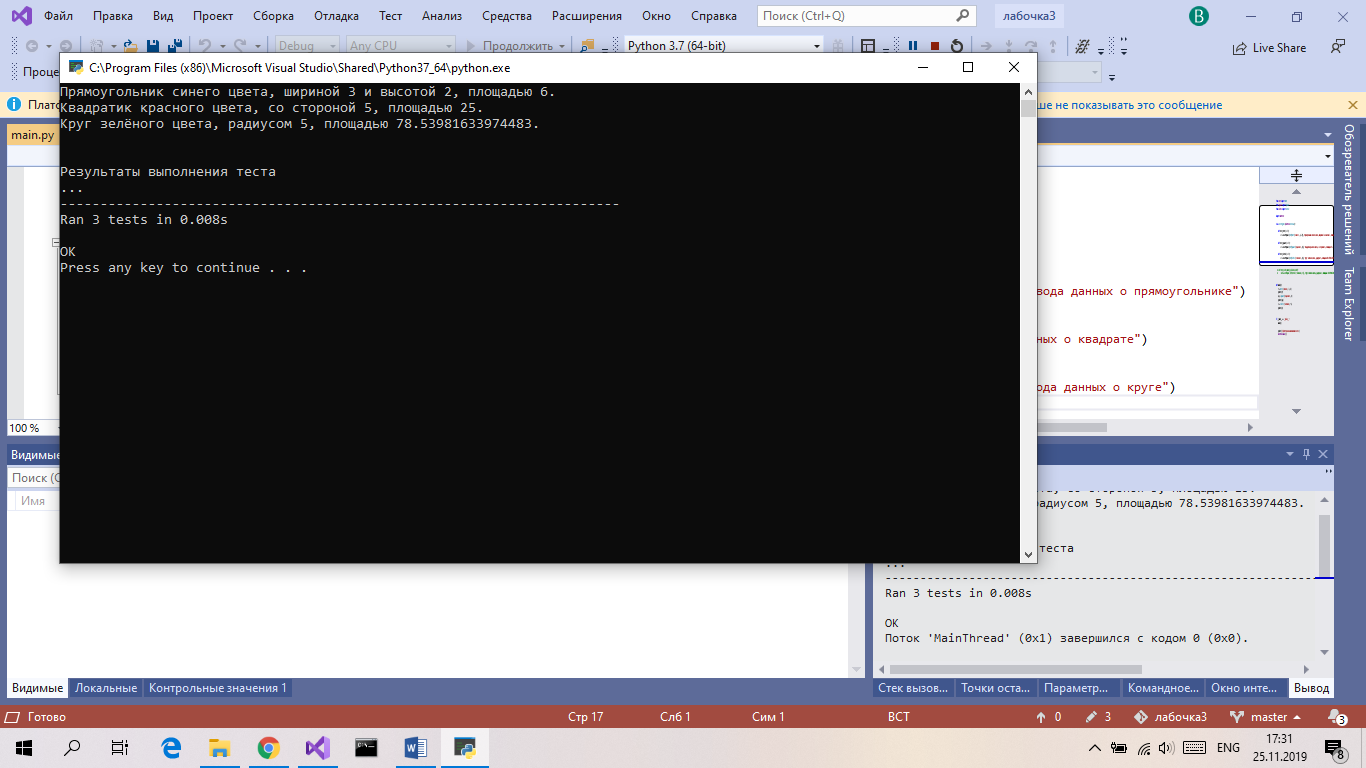 Файл Правка Вид Проект Сборка Отладка Тест Анализ Средства Расширения Окно Справка Поиск (Ctrl+Q) лабочка3 B
Debug Any CPU Продолжить Python 3.7 (64-bit) Live Share
Проце
C:\Program Files (x86)\Microsoft Visual Studio\Shared\Python37_64\python.exe
Плат ше не показывать это сообщение
main.py
Прямоугольник синего цвета, шириной 3 и высотой 2, площадью 6.
Квадратик красного цвета, со стороной 5, площадью 25.
Круг зелёного цвета, радиусом 5, площадью 78.53981633974483.
Результаты выполнения теста
...
----------------------------------------------------------------------
Ran 3 tests in 0.008s
OK
Press any key to continue . . .
вода данных о прямоугольнике")
ных о квадрате")
ода данных о круге")
Обозреватель решений
Team Explorer
100 %
Видимые
Поиск (C
Имя
адиусом 5, площадью 78.53981633974483.
теста
...
Ran 3 tests in 0.008s
OK
Поток 'MainThread' (0x1) завершился с кодом 0 (0x0).
Видимые Локальные Контрольные значения 1
Стек вызов... Точки оста... Параметр... Командное... Окно инте... Вывод
Готово Стр 17 Слб 1 Сим 1 ВСТ 0 3 лабочка3 master 3
ENG 17:31
25.11.2019 8